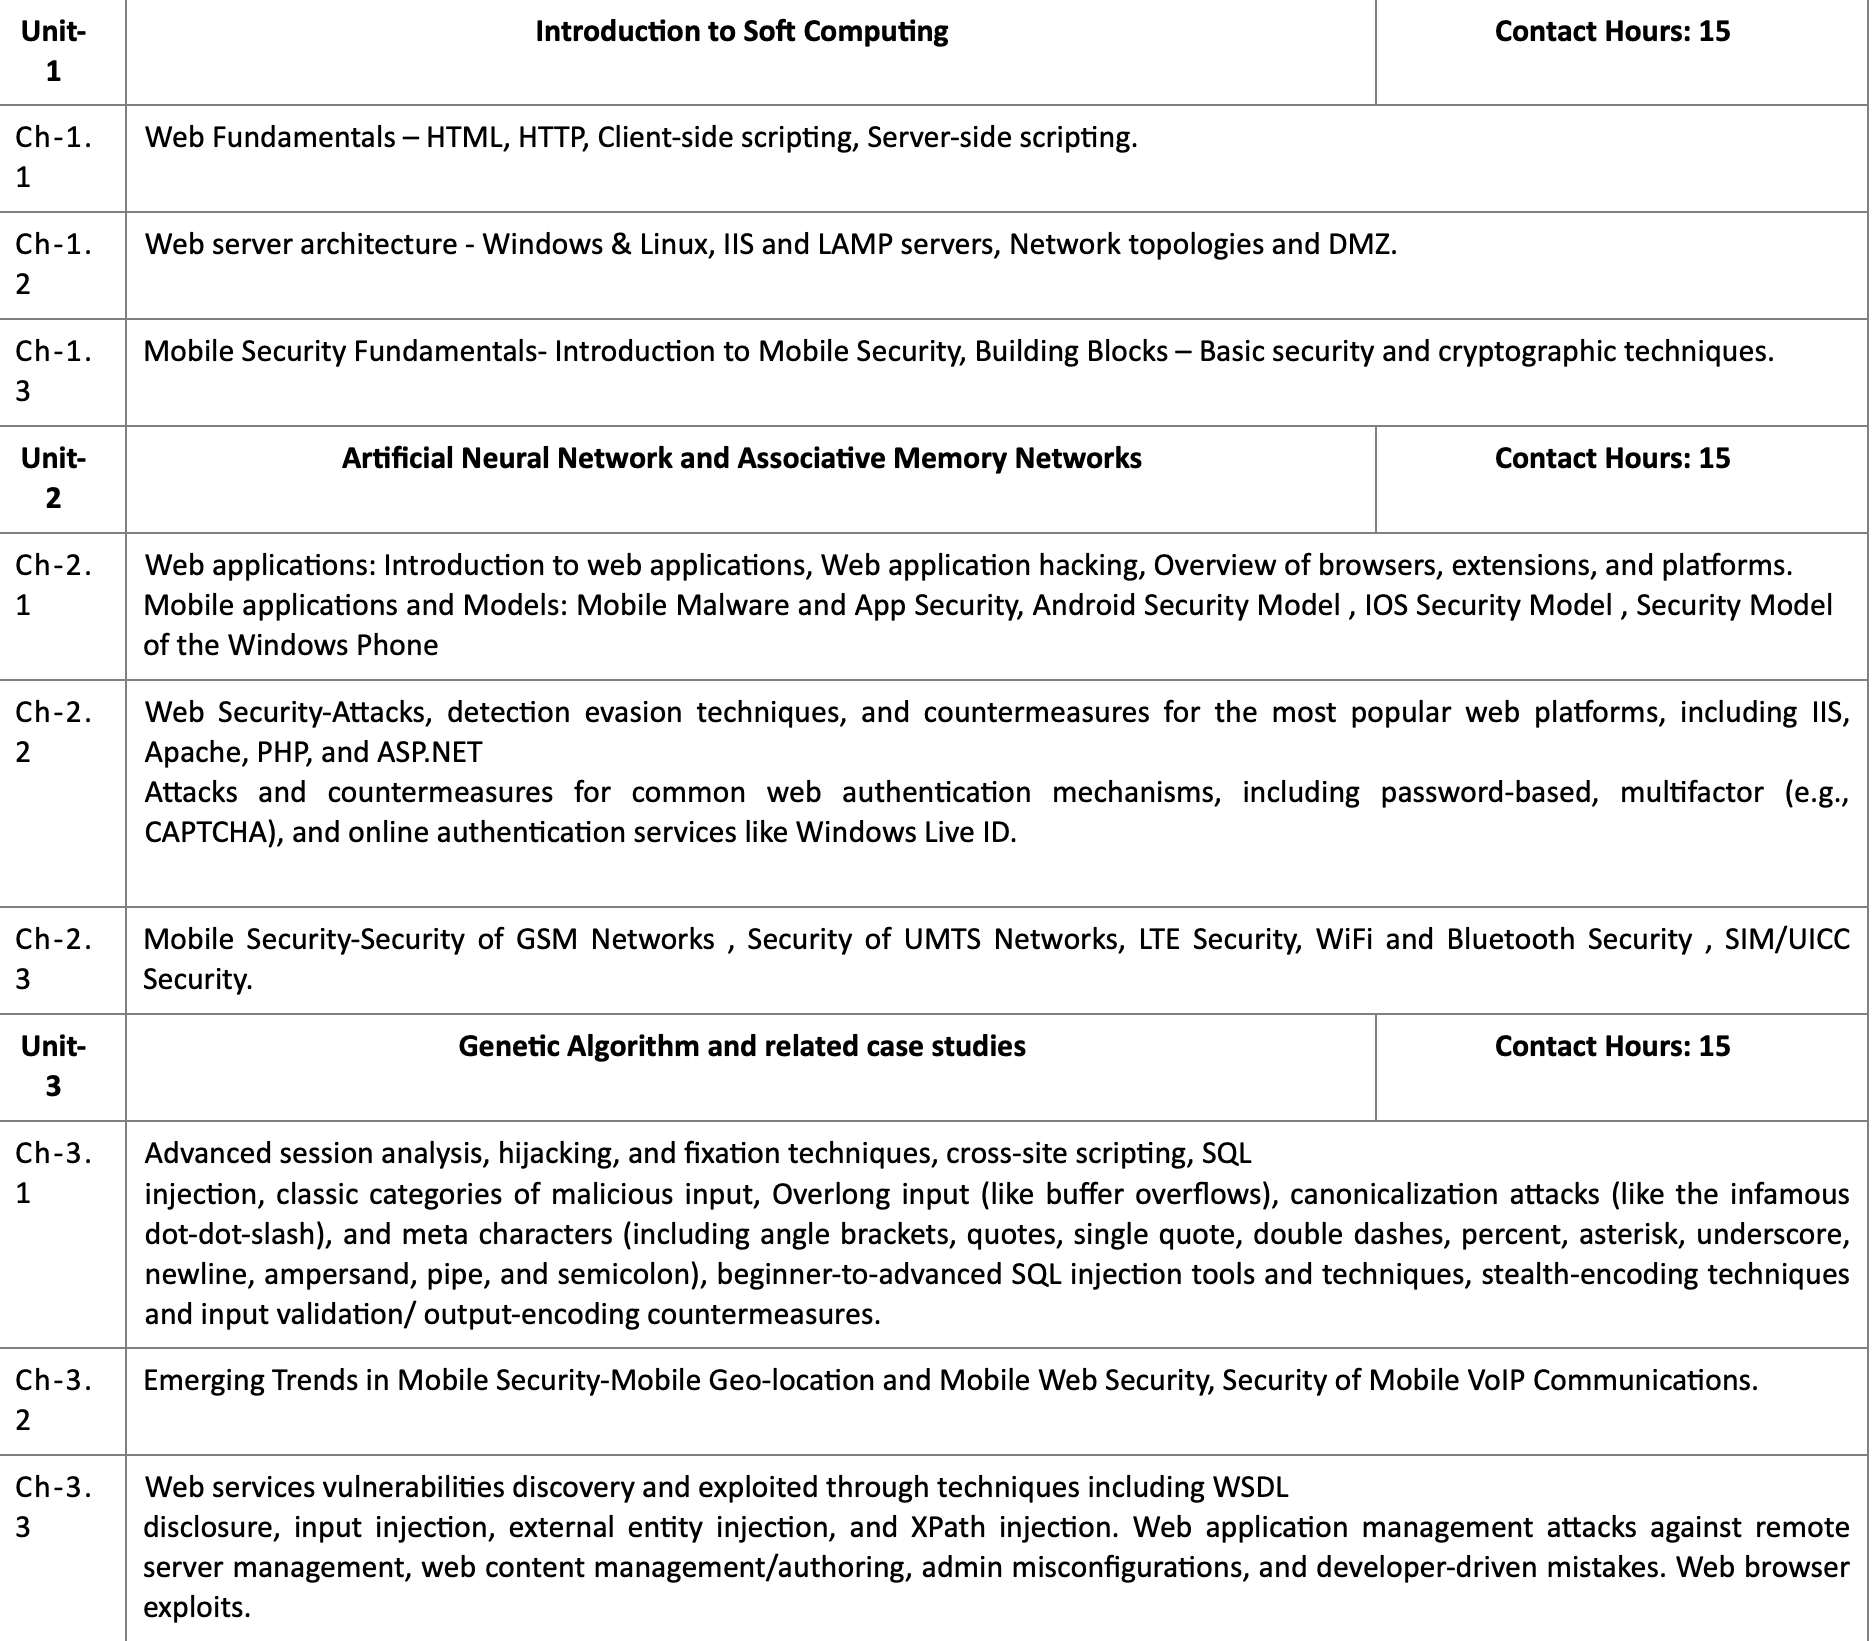 Unit-
1
Introduction to Soft Computing
Contact Hours: 15
Ch-1.
1
Web Fundamentals – HTML, HTTP, Client-side scripting, Server-side scripting.
Ch-1.
2
Web server architecture - Windows & Linux, IIS and LAMP servers, Network topologies and DMZ.
Ch-1.
3
Mobile Security Fundamentals- Introduction to Mobile Security, Building Blocks – Basic security and cryptographic techniques.
Unit-
2
Artificial Neural Network and Associative Memory Networks
Contact Hours: 15
Ch-2.
1
Web applications: Introduction to web applications, Web application hacking, Overview of browsers, extensions, and platforms.
Mobile applications and Models: Mobile Malware and App Security, Android Security Model , IOS Security Model , Security Model
of the Windows Phone
Ch-2.
2
Web Security-Attacks, detection evasion techniques, and countermeasures for the most popular web platforms, including IIS,
Apache, PHP, and ASP.NET
Attacks and countermeasures for common web authentication mechanisms, including password-based, multifactor (e.g.,
CAPTCHA), and online authentication services like Windows Live ID.
Ch-2.
3
Mobile Security-Security of GSM Networks , Security of UMTS Networks, LTE Security, WiFi and Bluetooth Security , SIM/UICC
Security.
Unit-
3
Genetic Algorithm and related case studies
Contact Hours: 15
Ch-3.
1
Advanced session analysis, hijacking, and fixation techniques, cross-site scripting, SQL
injection, classic categories of malicious input, Overlong input (like buffer overflows), canonicalization attacks (like the infamous
dot-dot-slash), and meta characters (including angle brackets, quotes, single quote, double dashes, percent, asterisk, underscore,
newline, ampersand, pipe, and semicolon), beginner-to-advanced SQL injection tools and techniques, stealth-encoding techniques
and input validation/ output-encoding countermeasures.
Ch-3.
2
Emerging Trends in Mobile Security-Mobile Geo-location and Mobile Web Security, Security of Mobile VoIP Communications.
Ch-3.
3
Web services vulnerabilities discovery and exploited through techniques including WSDL
disclosure, input injection, external entity injection, and XPath injection. Web application management attacks against remote
server management, web content management/authoring, admin misconfigurations, and developer-driven mistakes. Web browser
exploits.